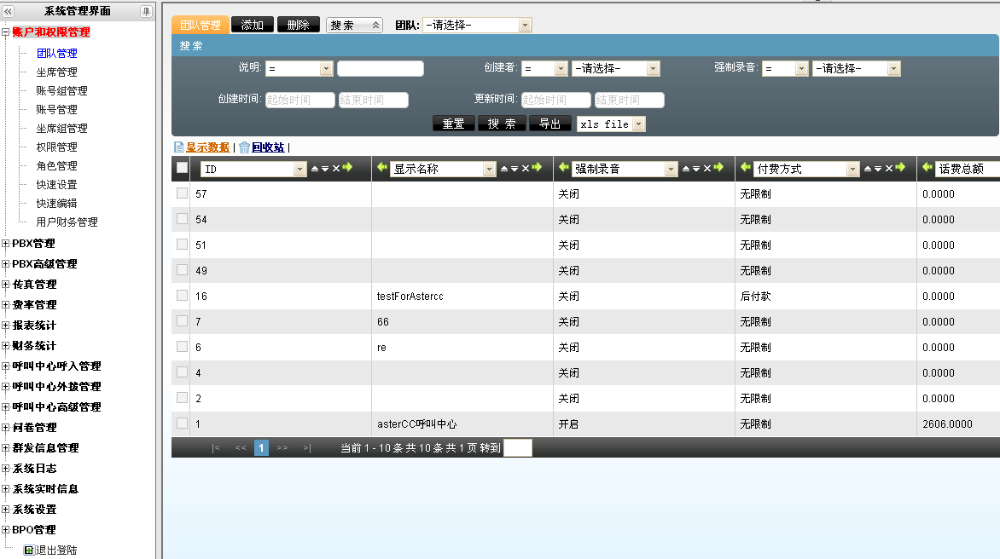 系统管理界面
账户和权限管理
团队管理
坐席管理
账号组管理
账号管理
坐席组管理
权限管理
角色管理
快速设置
快速编辑
用户财务管理
PBX管理
PBX高级管理
传真管理
费率管理
报表统计
财务统计
呼叫中心呼入管理
呼叫中心外拨管理
呼叫中心高级管理
问卷管理
群发信息管理
系统日志
系统实时信息
系统设置
BPO管理
退出登陆
团队管理 添加 删除 搜 索 团队: -请选择-
搜 索
说明: = 创建者: = -请选择- 强制录音: = -请选择-
创建时间: 起始时间 结束时间 更新时间: 起始时间 结束时间
重置 搜 索 导出 xls file
显示数据 | 回收站 |
ID 显示名称 强制录音 付费方式 话费总额
57 关闭 无限制 0.0000
54 关闭 无限制 0.0000
51 关闭 无限制 0.0000
49 关闭 无限制 0.0000
16 testForAstercc 关闭 后付款 0.0000
7 66 关闭 无限制 0.0000
6 re 关闭 无限制 0.0000
4 关闭 无限制 0.0000
2 关闭 无限制 0.0000
1 asterCC呼叫中心 开启 无限制 2606.0000
|< << 1 >> >| 当前 1 - 10 条 共 10 条 共 1 页 转到